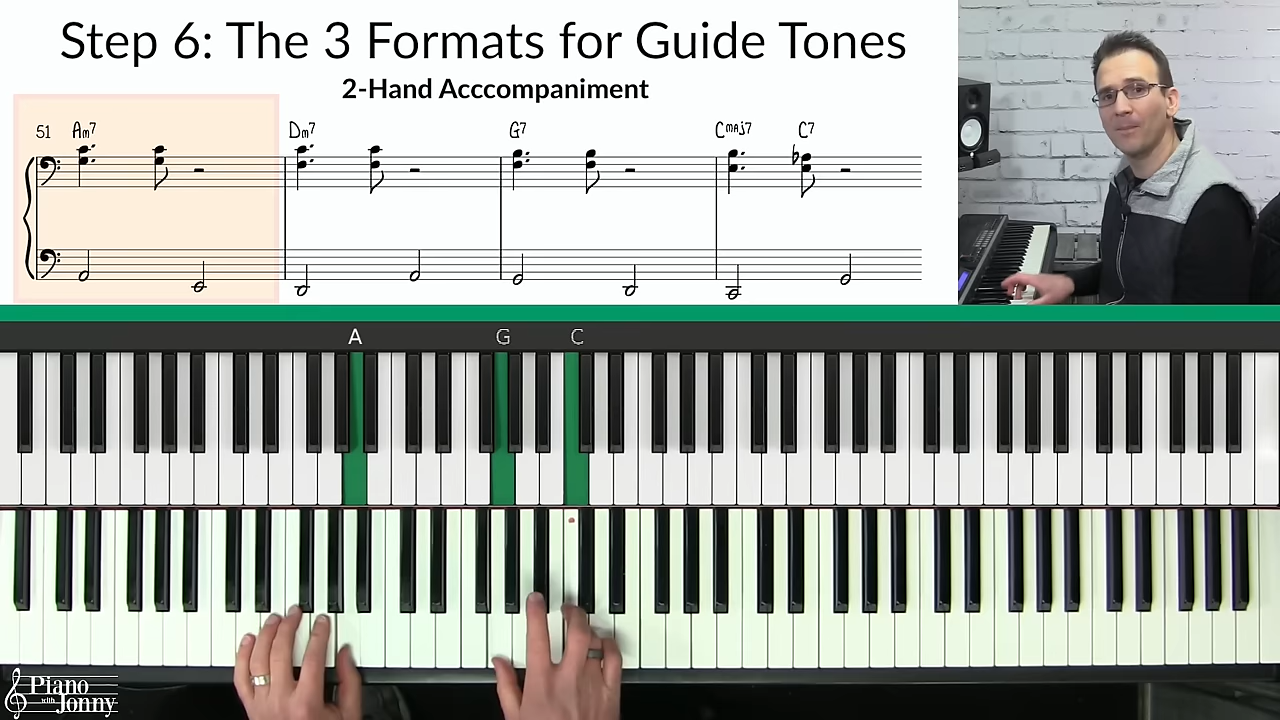 Step 6: The 3 Formats for Guide Tones
2-Hand Acccompaniment
51 Am7 Dm7 G7 Cmaj7 C7
A G C
Piano
with
Jonny